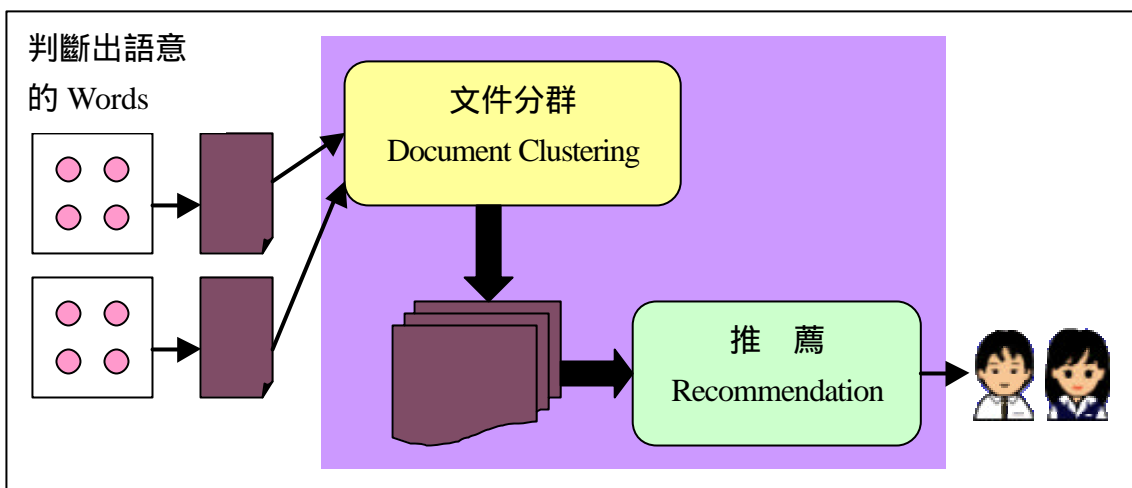 判斷出語意
的 Words
文件分群
Document Clustering
推 薦
Recommendation